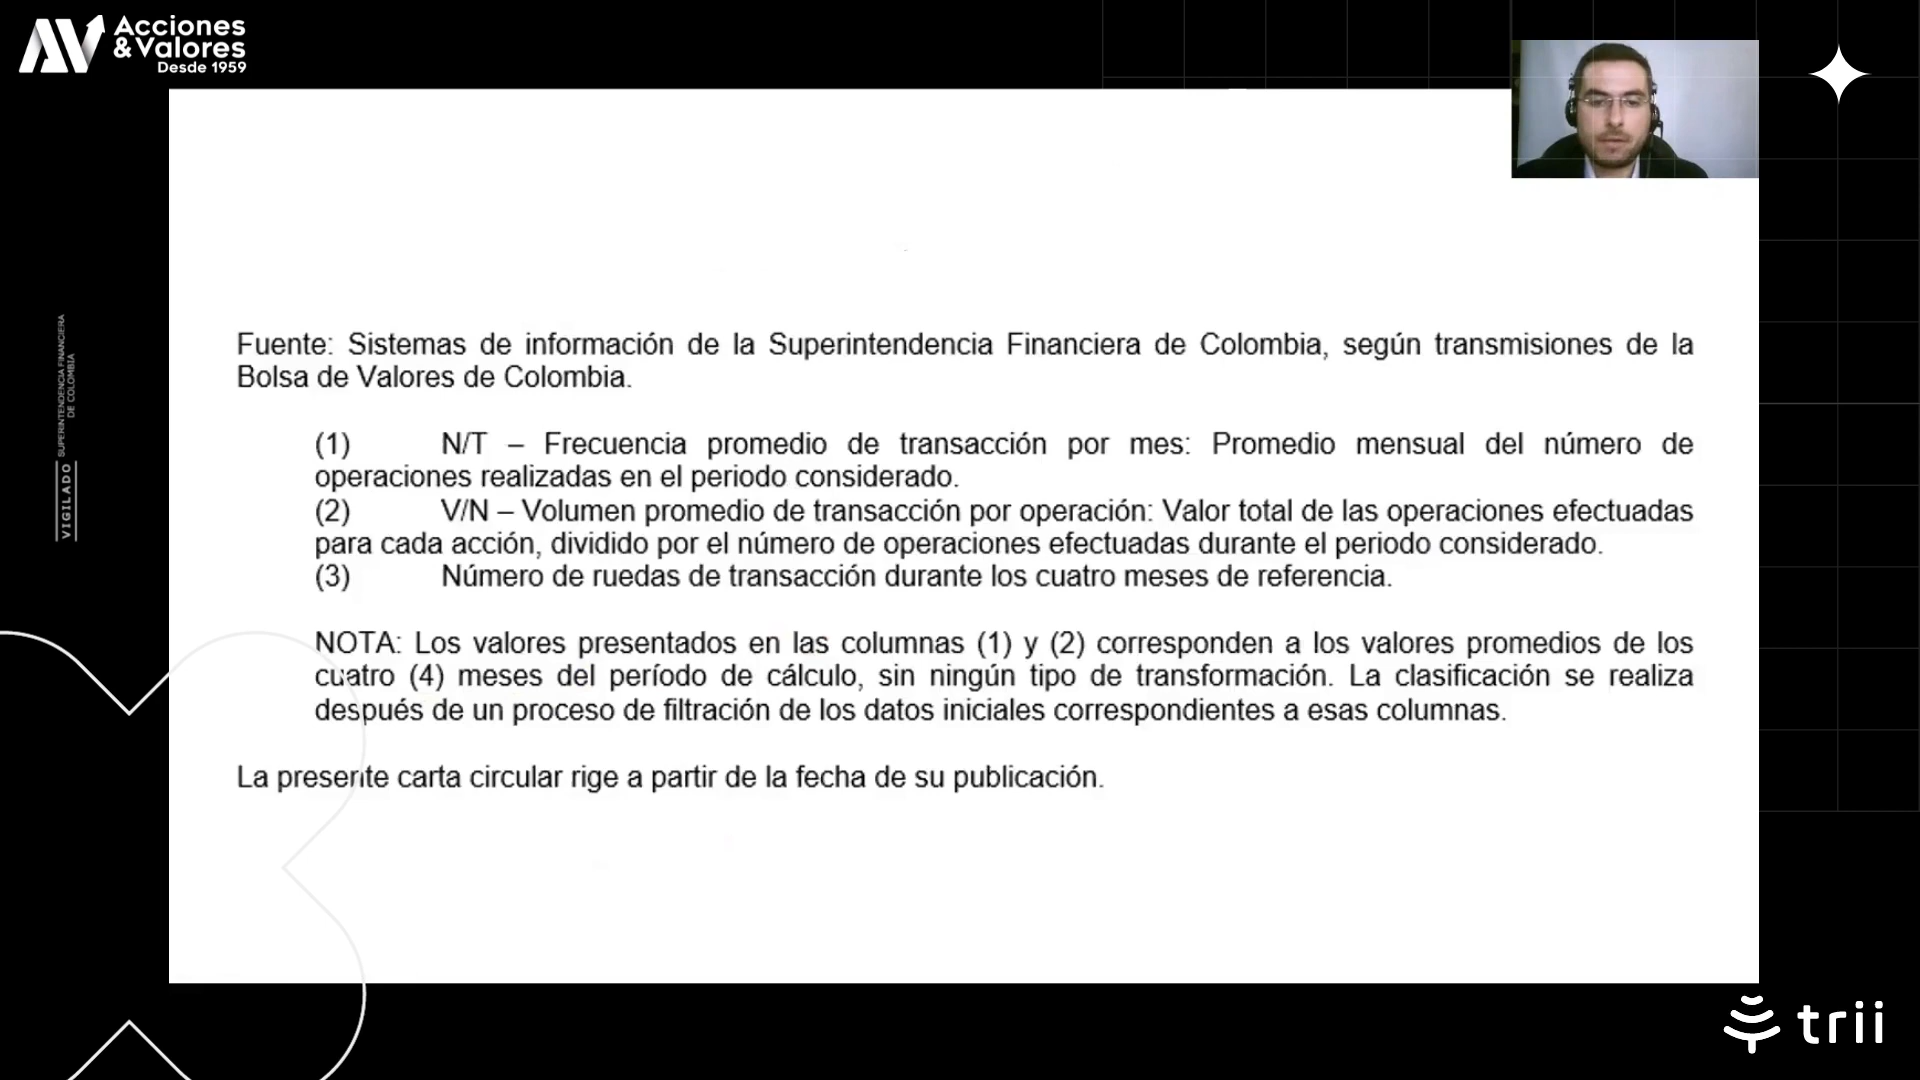 Acciones
&Valores
Desde 1959
VIGILADO SUPERINTENDENCIA FINANCIERA
DE COLOMBIA
Fuente: Sistemas de información de la Superintendencia Financiera de Colombia, según transmisiones de la
Bolsa de Valores de Colombia.
(1) N/T – Frecuencia promedio de transacción por mes: Promedio mensual del número de
operaciones realizadas en el periodo considerado.
(2) V/N – Volumen promedio de transacción por operación: Valor total de las operaciones efectuadas
para cada acción, dividido por el número de operaciones efectuadas durante el periodo considerado.
(3) Número de ruedas de transacción durante los cuatro meses de referencia.
NOTA: Los valores presentados en las columnas (1) y (2) corresponden a los valores promedios de los
cuatro (4) meses del período de cálculo, sin ningún tipo de transformación. La clasificación se realiza
después de un proceso de filtración de los datos iniciales correspondientes a esas columnas.
La presente carta circular rige a partir de la fecha de su publicación.
trii